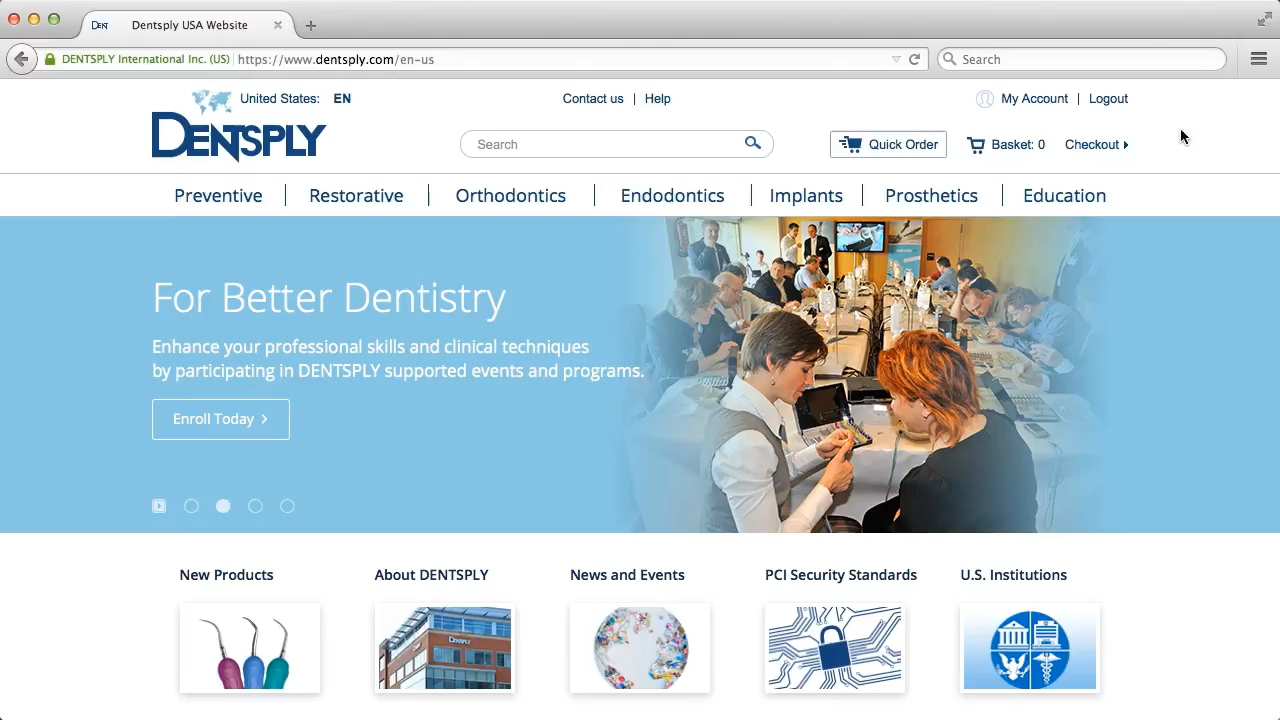 DENT
Dentsply USA Website
DENTSPLY International Inc. (US)
https://www.dentsply.com/en-us
Search
United States: EN
Contact us | Help
My Account | Logout
DENTSPLY
Search
Quick Order
Basket: 0
Checkout
Preventive
Restorative
Orthodontics
Endodontics
Implants
Prosthetics
Education
For Better Dentistry
Enhance your professional skills and clinical techniques
by participating in DENTSPLY supported events and programs.
Enroll Today
New Products
About DENTSPLY
News and Events
PCI Security Standards
U.S. Institutions
DENTSPLY